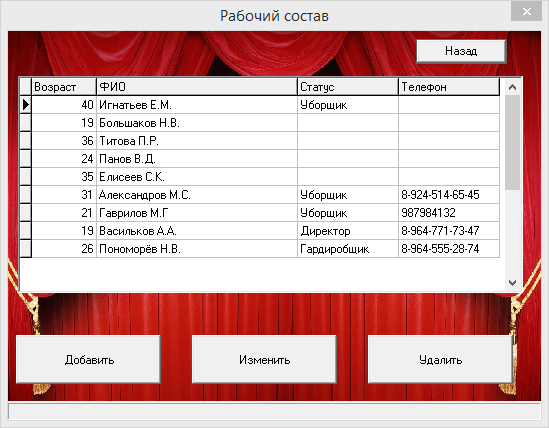 Рабочий состав
Назад
Возраст ФИО Статус Телефон
40 Игнатьев Е.М. Уборщик
19 Большаков Н.В.
36 Титова П.Р.
24 Панов В.Д.
35 Елисеев С.К.
31 Александров М.С. Уборщик 8-924-514-65-45
21 Гаврилов М.Г Уборщик 987984132
19 Васильков А.А. Директор 8-964-771-73-47
26 Пономорёв Н.В. Гардиробщик 8-964-555-28-74
Добавить Изменить Удалить